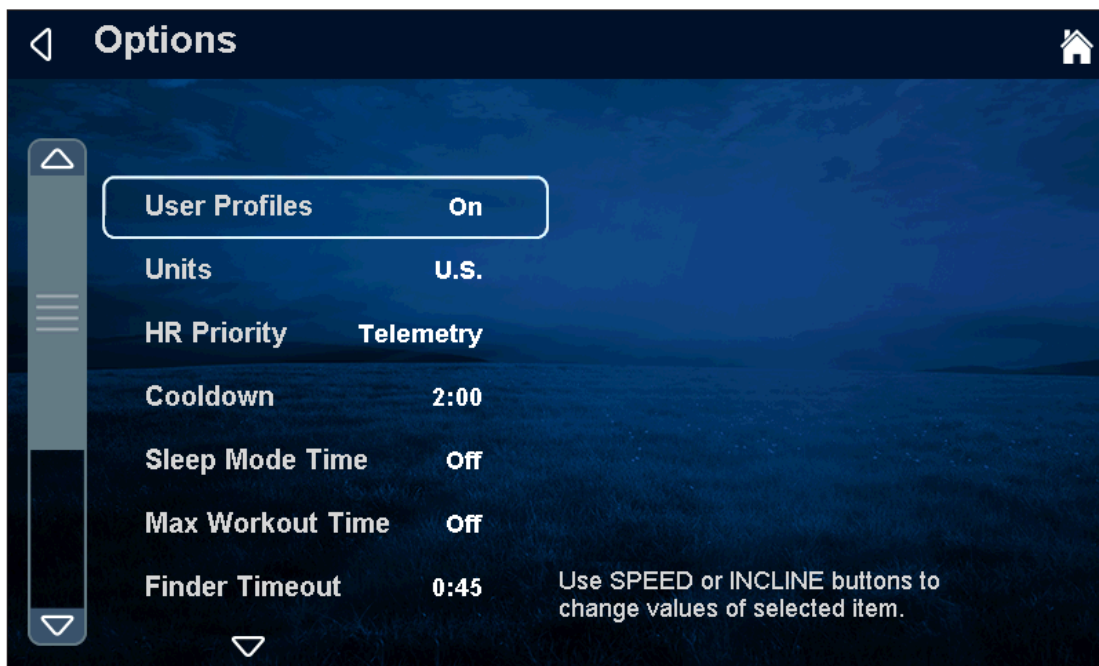 Options
User Profiles On
Units U.S.
HR Priority Telemetry
Cooldown 2:00
Sleep Mode Time Off
Max Workout Time Off
Finder Timeout 0:45
Use SPEED or INCLINE buttons to
change values of selected item.